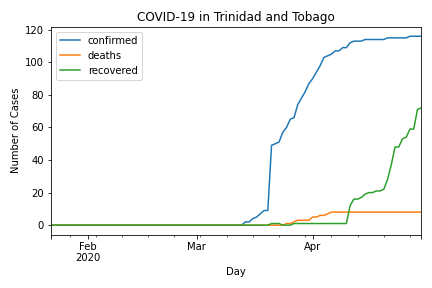 COVID-19 in Trinidad and Tobago
confirmed
deaths
recovered
Number of Cases
120
100
80
60
40
20
0
Feb
2020
Mar
Apr
Day